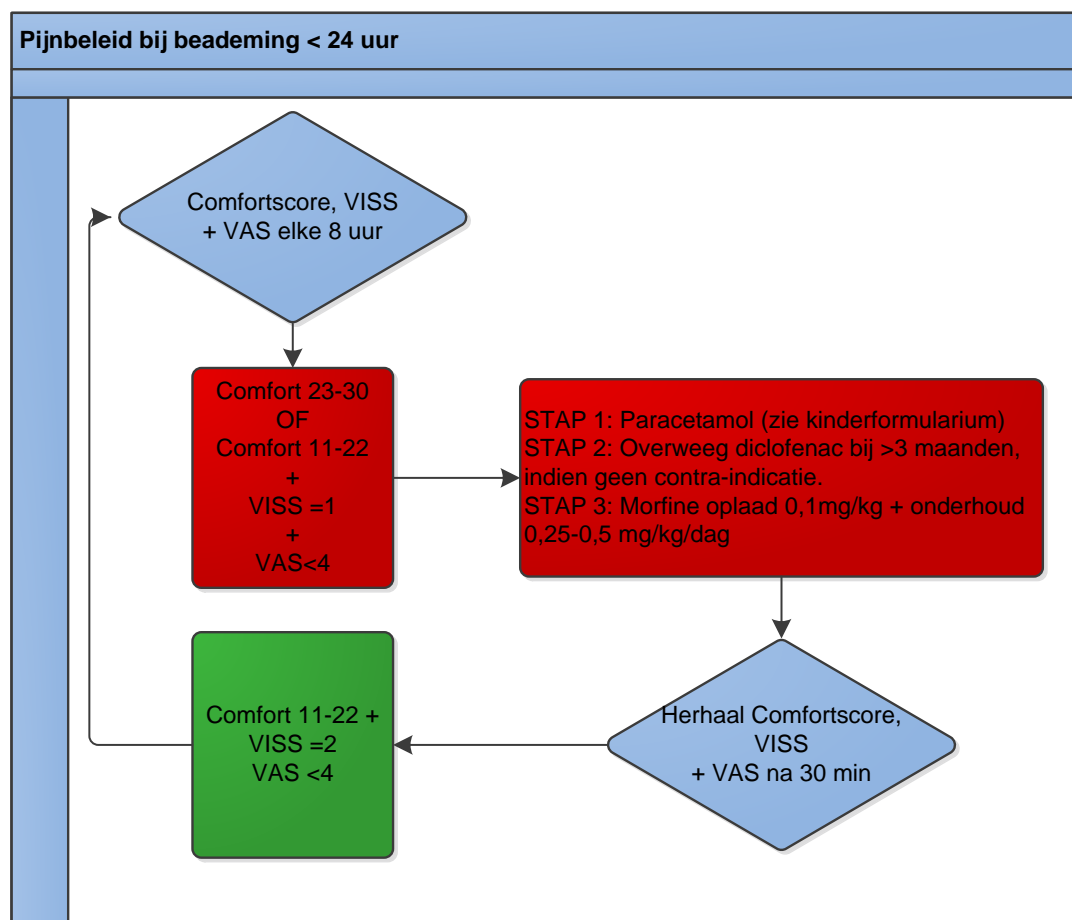 Pijnbeleid bij beademing < 24 uur
Comfortscore, VISS
+ VAS elke 8 uur
Comfort 23-30
OF
Comfort 11-22
+
VISS =1
+
VAS<4
STAP 1: Paracetamol (zie kinderformularium)
STAP 2: Overweeg diclofenac bij >3 maanden,
indien geen contra-indicatie.
STAP 3: Morfine oplaad 0,1mg/kg + onderhoud
0,25-0,5 mg/kg/dag
Comfort 11-22 +
VISS =2
VAS <4
Herhaal Comfortscore,
VISS
+ VAS na 30 min